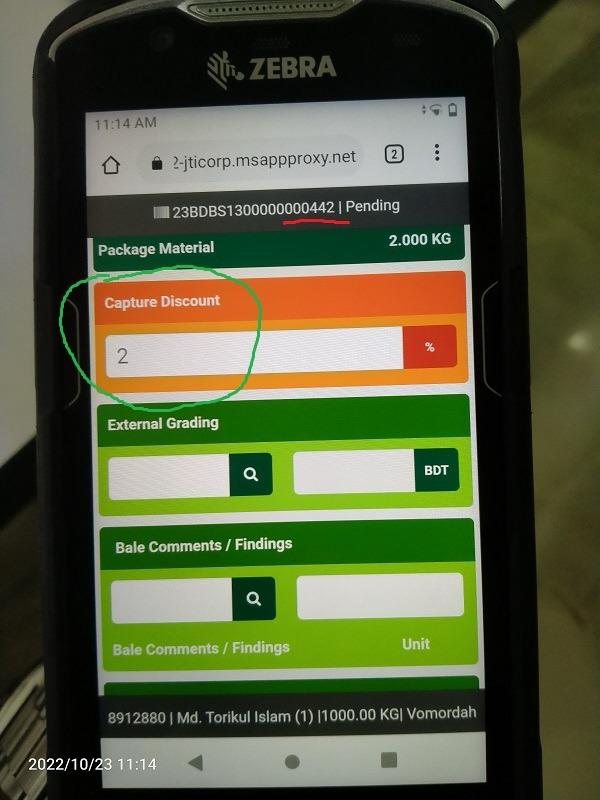 ZEBRA
11:14 AM
2-jticorp.msappproxy.net 2
23BDBS1300000000442 | Pending
Package Material 2.000 KG
Capture Discount
2 %
External Grading
BDT
Bale Comments / Findings
Bale Comments / Findings Unit
8912880 | Md. Torikul Islam (1) |1000.00 KG| Vomordah
2022/10/23 11:14